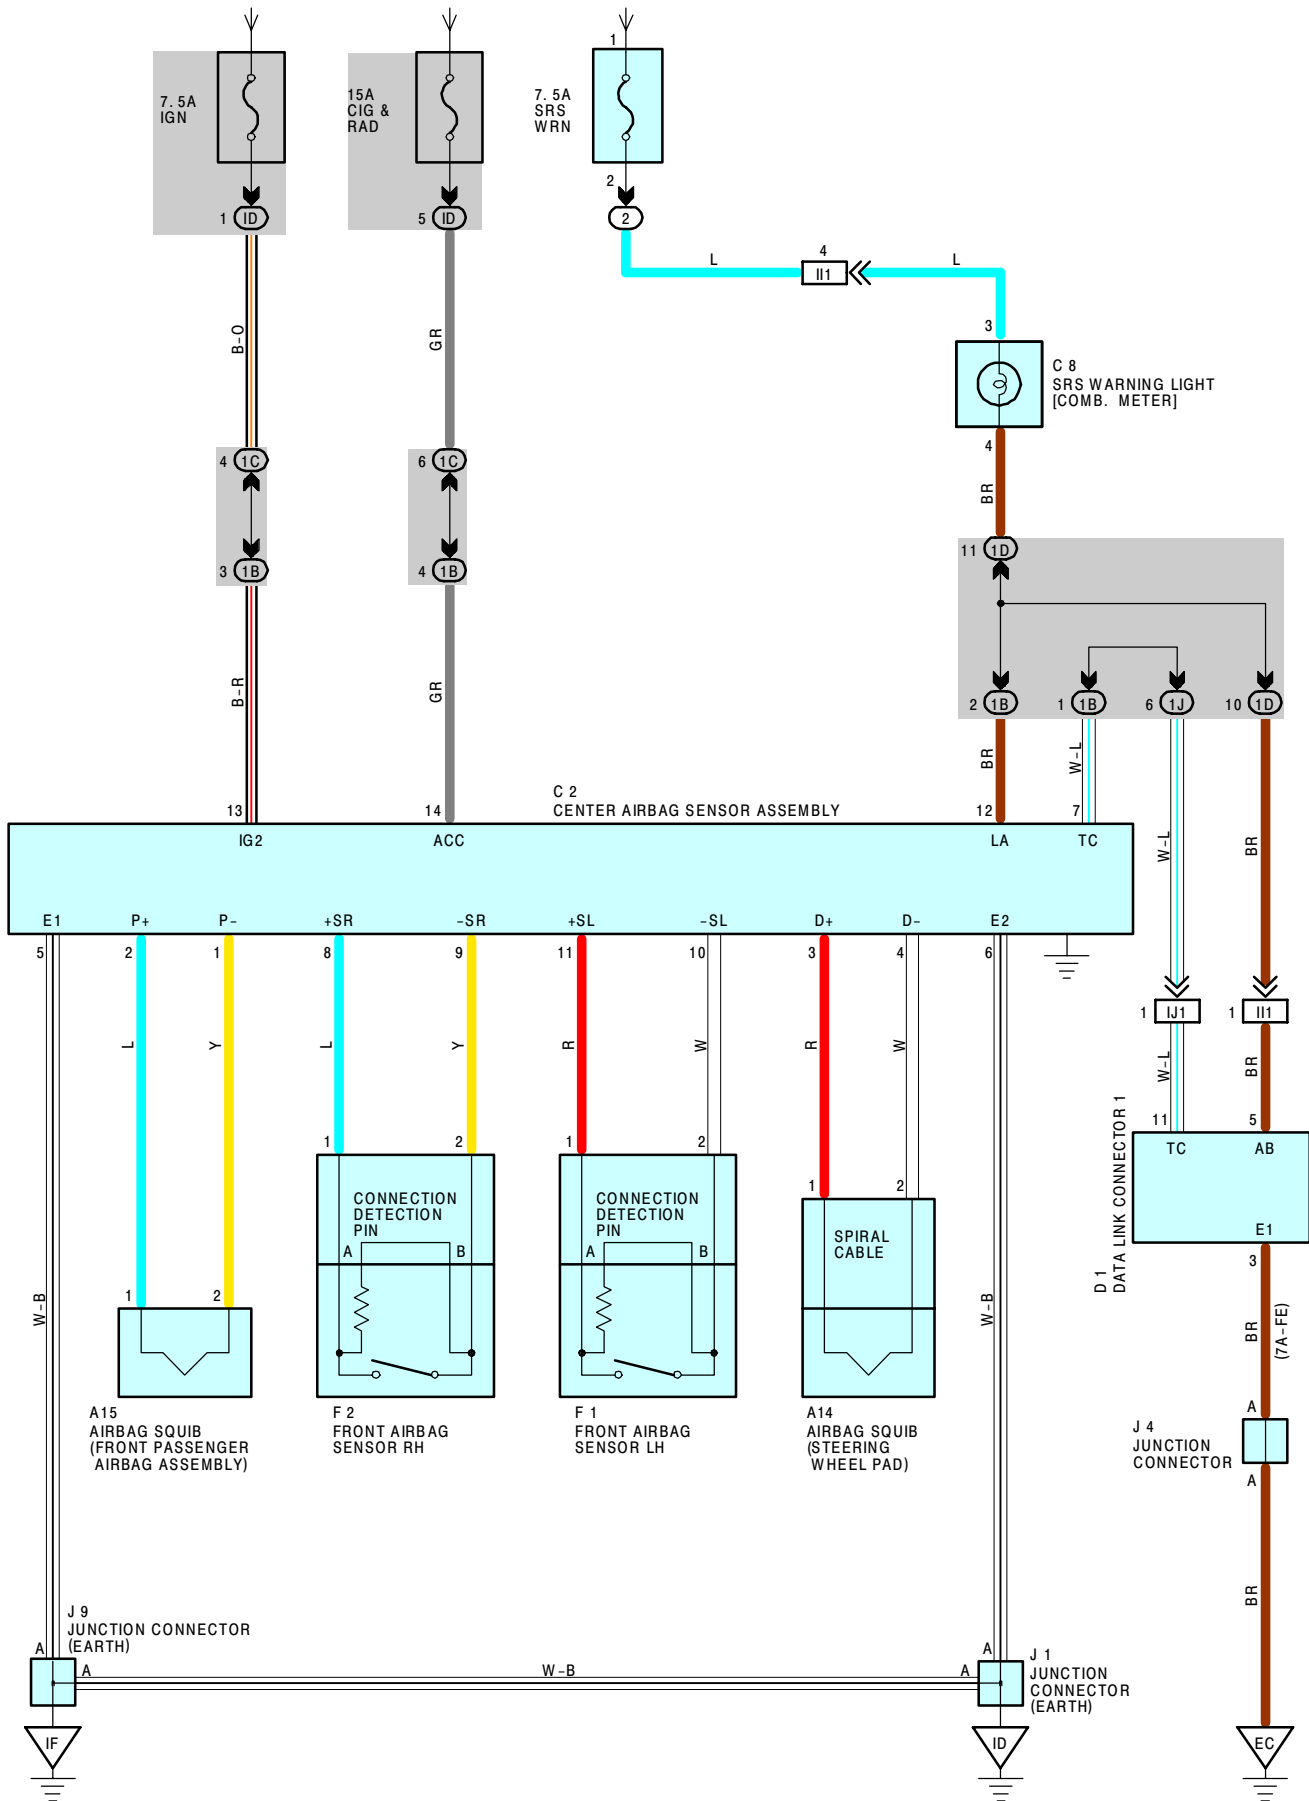 7. 5A
IGN
15A
CIG &
RAD
7. 5A
SRS
WRN
1
2
1 ID
5 ID
2
L
4
II1
L
3
C 8
SRS WARNING LIGHT
[COMB. METER]
4
B-O
GR
BR
4 1C
6 1C
3 1B
4 1B
11 1D
2 1B
1 1B
6 1J
10 1D
B-R
GR
BR
W-L
W-L
BR
C 2
CENTER AIRBAG SENSOR ASSEMBLY
13
14
12
7
IG2
ACC
LA
TC
E1
P+
P-
+SR
-SR
+SL
-SL
D+
D-
E2
5
2
1
8
9
11
10
3
4
6
L
Y
L
Y
R
W
R
W
1 IJ1
1 II1
W-L
BR
11
5
TC
AB
E1
D 1
DATA LINK CONNECTOR 1
3
1
2
CONNECTION
DETECTION
PIN
A
B
1
2
CONNECTION
DETECTION
PIN
A
B
1
2
SPIRAL
CABLE
1
2
W-B
W-B
BR
(7A-FE)
A15
AIRBAG SQUIB
(FRONT PASSENGER
AIRBAG ASSEMBLY)
F 2
FRONT AIRBAG
SENSOR RH
F 1
FRONT AIRBAG
SENSOR LH
A14
AIRBAG SQUIB
(STEERING
WHEEL PAD)
A
J 4
JUNCTION
CONNECTOR
A
BR
J 9
JUNCTION CONNECTOR
(EARTH)
A
A
W-B
A
A
J 1
JUNCTION
CONNECTOR
(EARTH)
IF
ID
EC